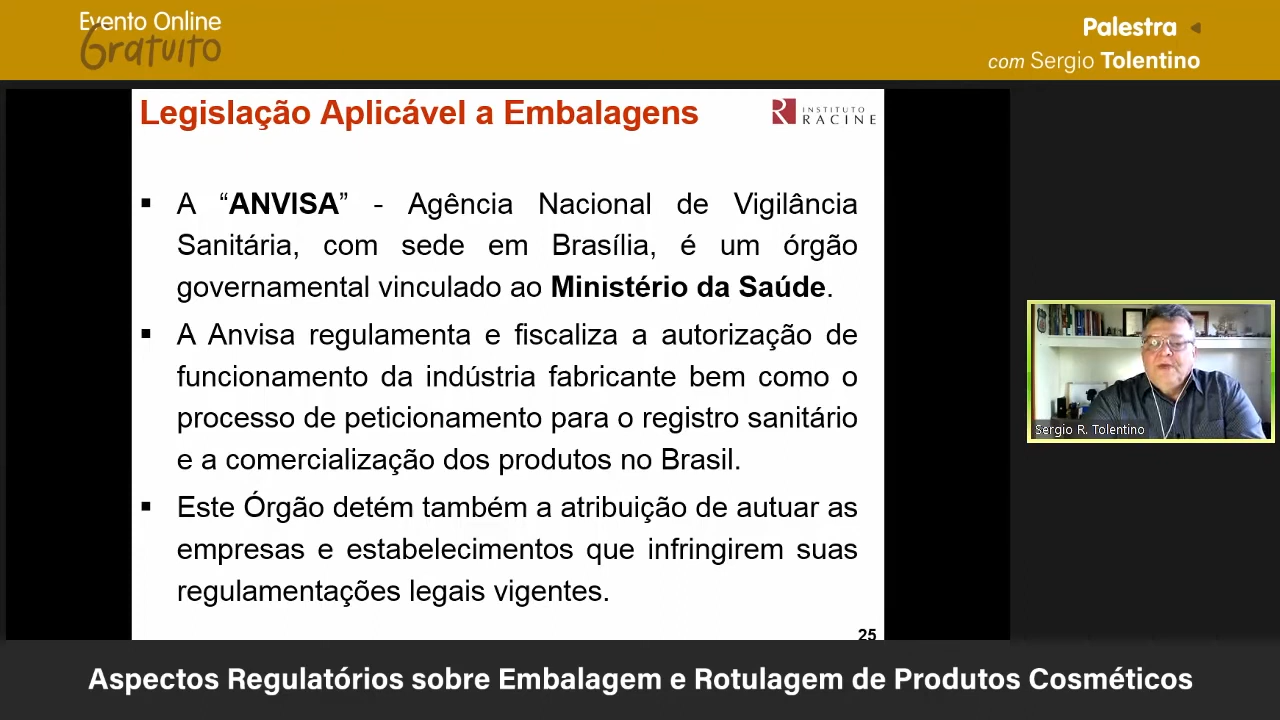 Evento Online
Gratuito
Palestra
com Sergio Tolentino
Legislação Aplicável a Embalagens
INSTITUTO
RACINE
▪ A “ANVISA” - Agência Nacional de Vigilância
Sanitária, com sede em Brasília, é um órgão
governamental vinculado ao Ministério da Saúde.
▪ A Anvisa regulamenta e fiscaliza a autorização de
funcionamento da indústria fabricante bem como o
processo de peticionamento para o registro sanitário
e a comercialização dos produtos no Brasil.
▪ Este Órgão detém também a atribuição de autuar as
empresas e estabelecimentos que infringirem suas
regulamentações legais vigentes.
25
Sergio R. Tolentino
Aspectos Regulatórios sobre Embalagem e Rotulagem de Produtos Cosméticos